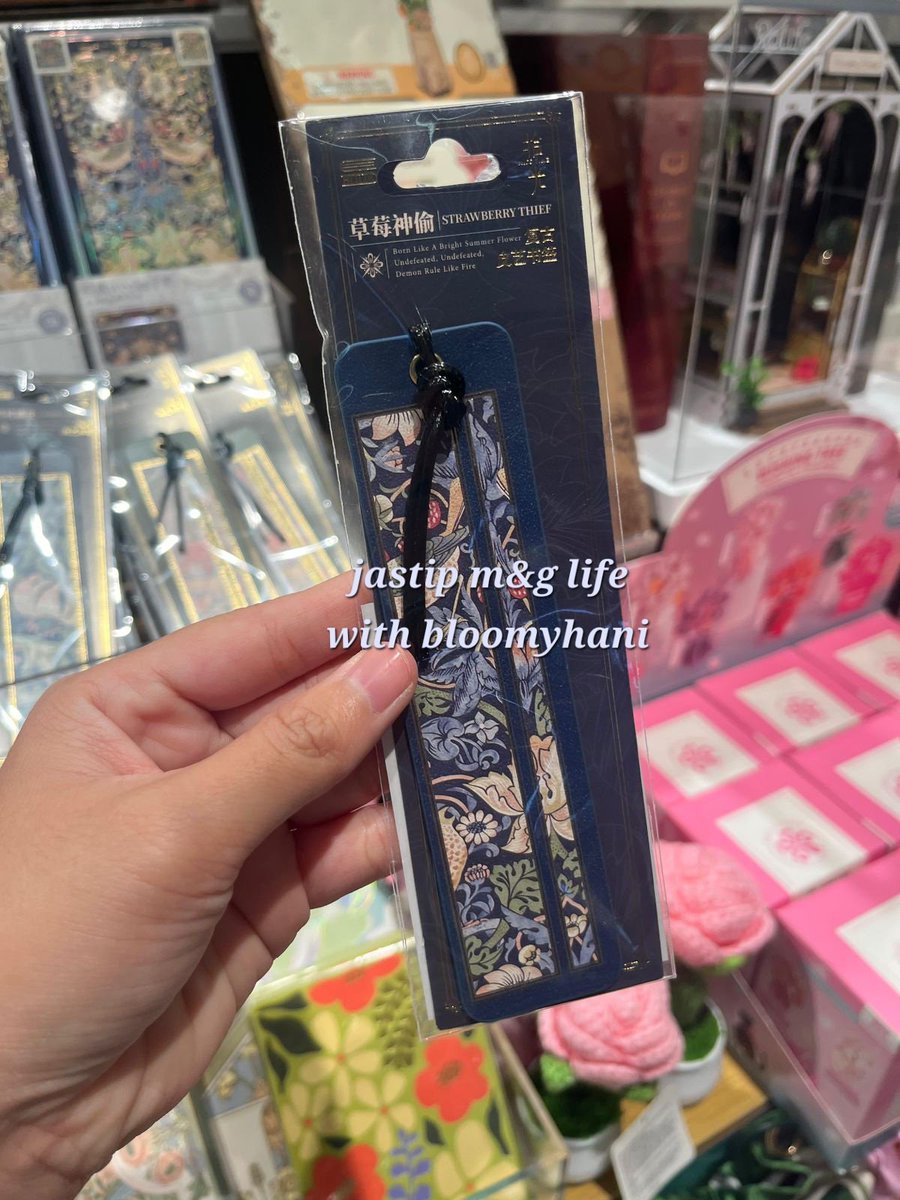 草莓神偷 | STRAWBERRY THIEF
Born Like A Bright Summer Flower
Undefeated, Undefeated,
Demon Rule Like Fire
jastip m&g life
with bloomyhani